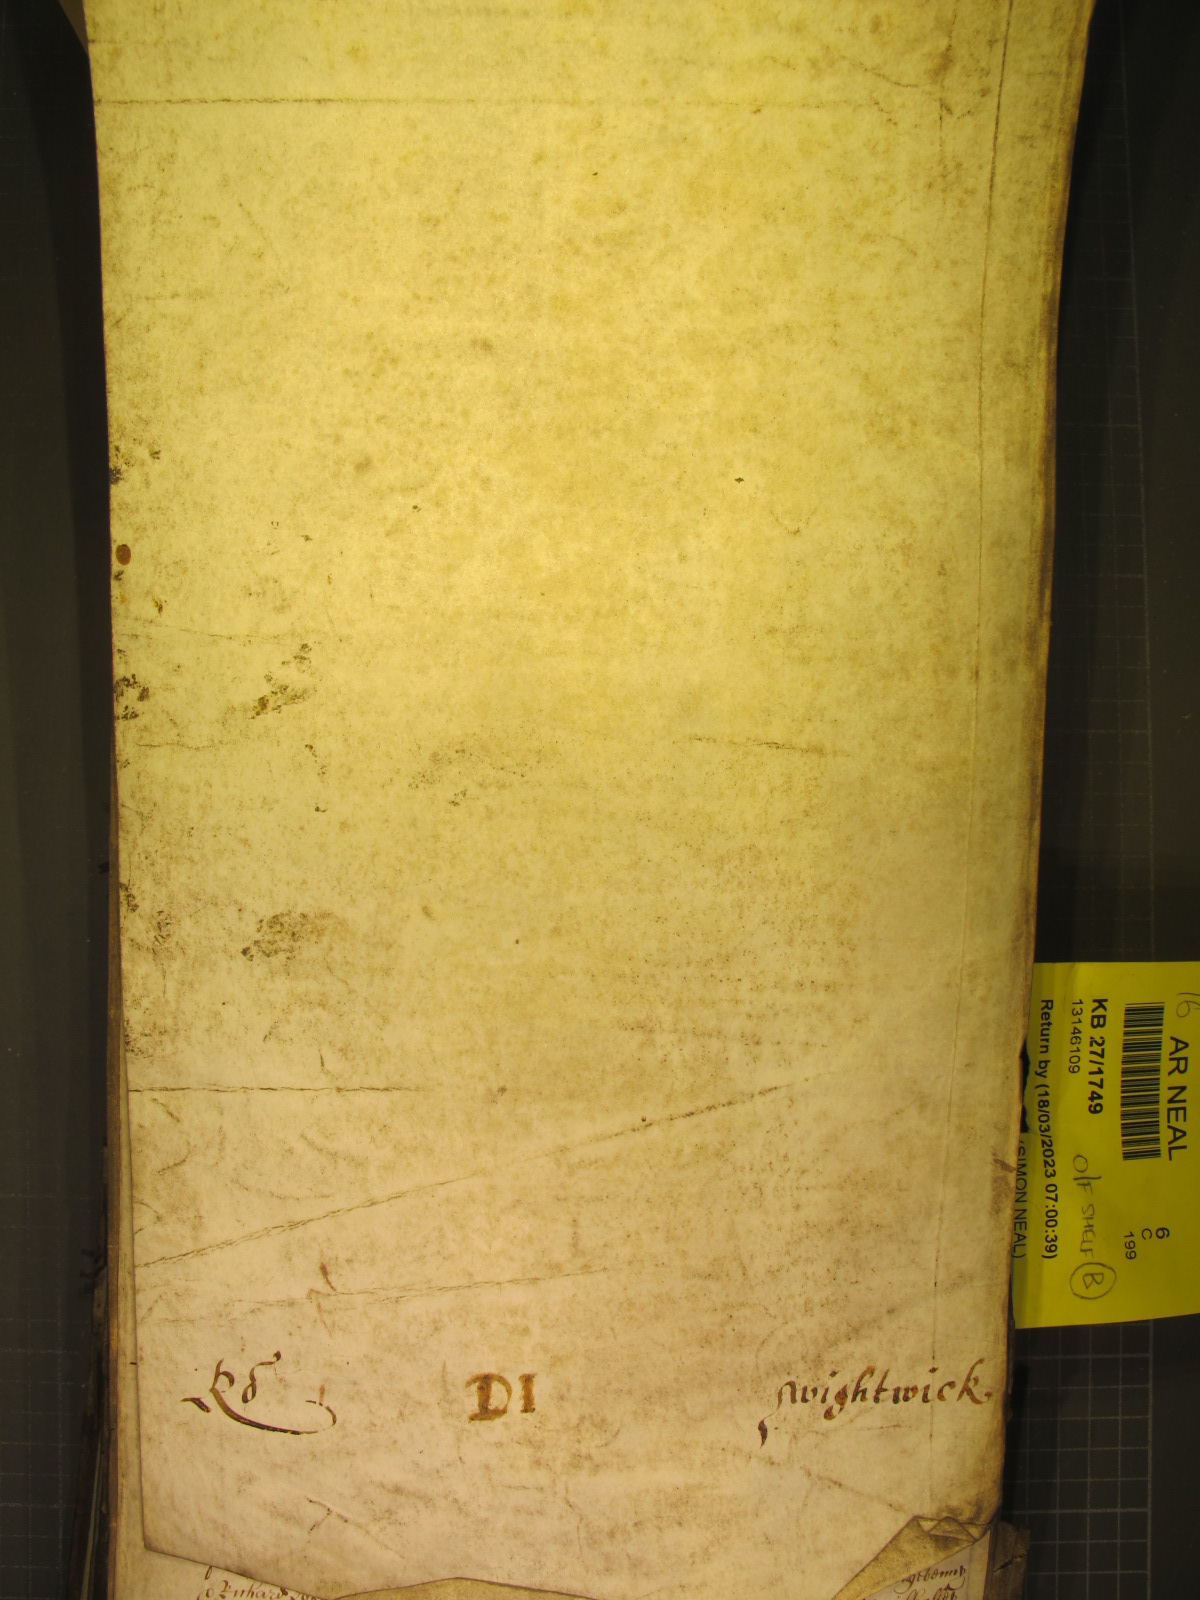 Rd DI Wightwick
16 AR NEAL
KB 27/1749
13146109
Return by (18/03/2023 07:00:39)
(SIMON NEAL)
O/F SHELF B
6
C
199